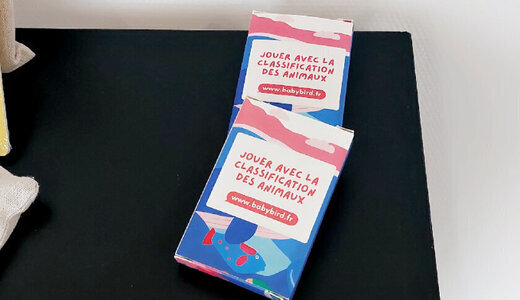 JOUER AVEC LA
CLASSIFICATION
DES ANIMAUX
www.babybird.fr
JOUER AVEC LA
CLASSIFICATION
DES ANIMAUX
www.babybird.fr